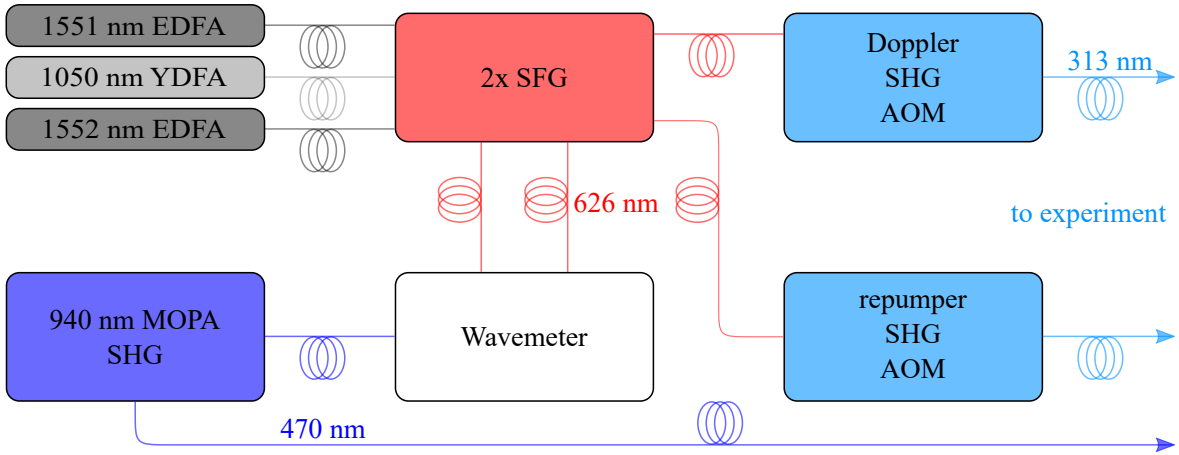 1551 nm EDFA
1050 nm YDFA
1552 nm EDFA
2x SFG
Doppler
SHG
AOM
313 nm
626 nm
to experiment
940 nm MOPA
SHG
Wavemeter
repumper
SHG
AOM
470 nm